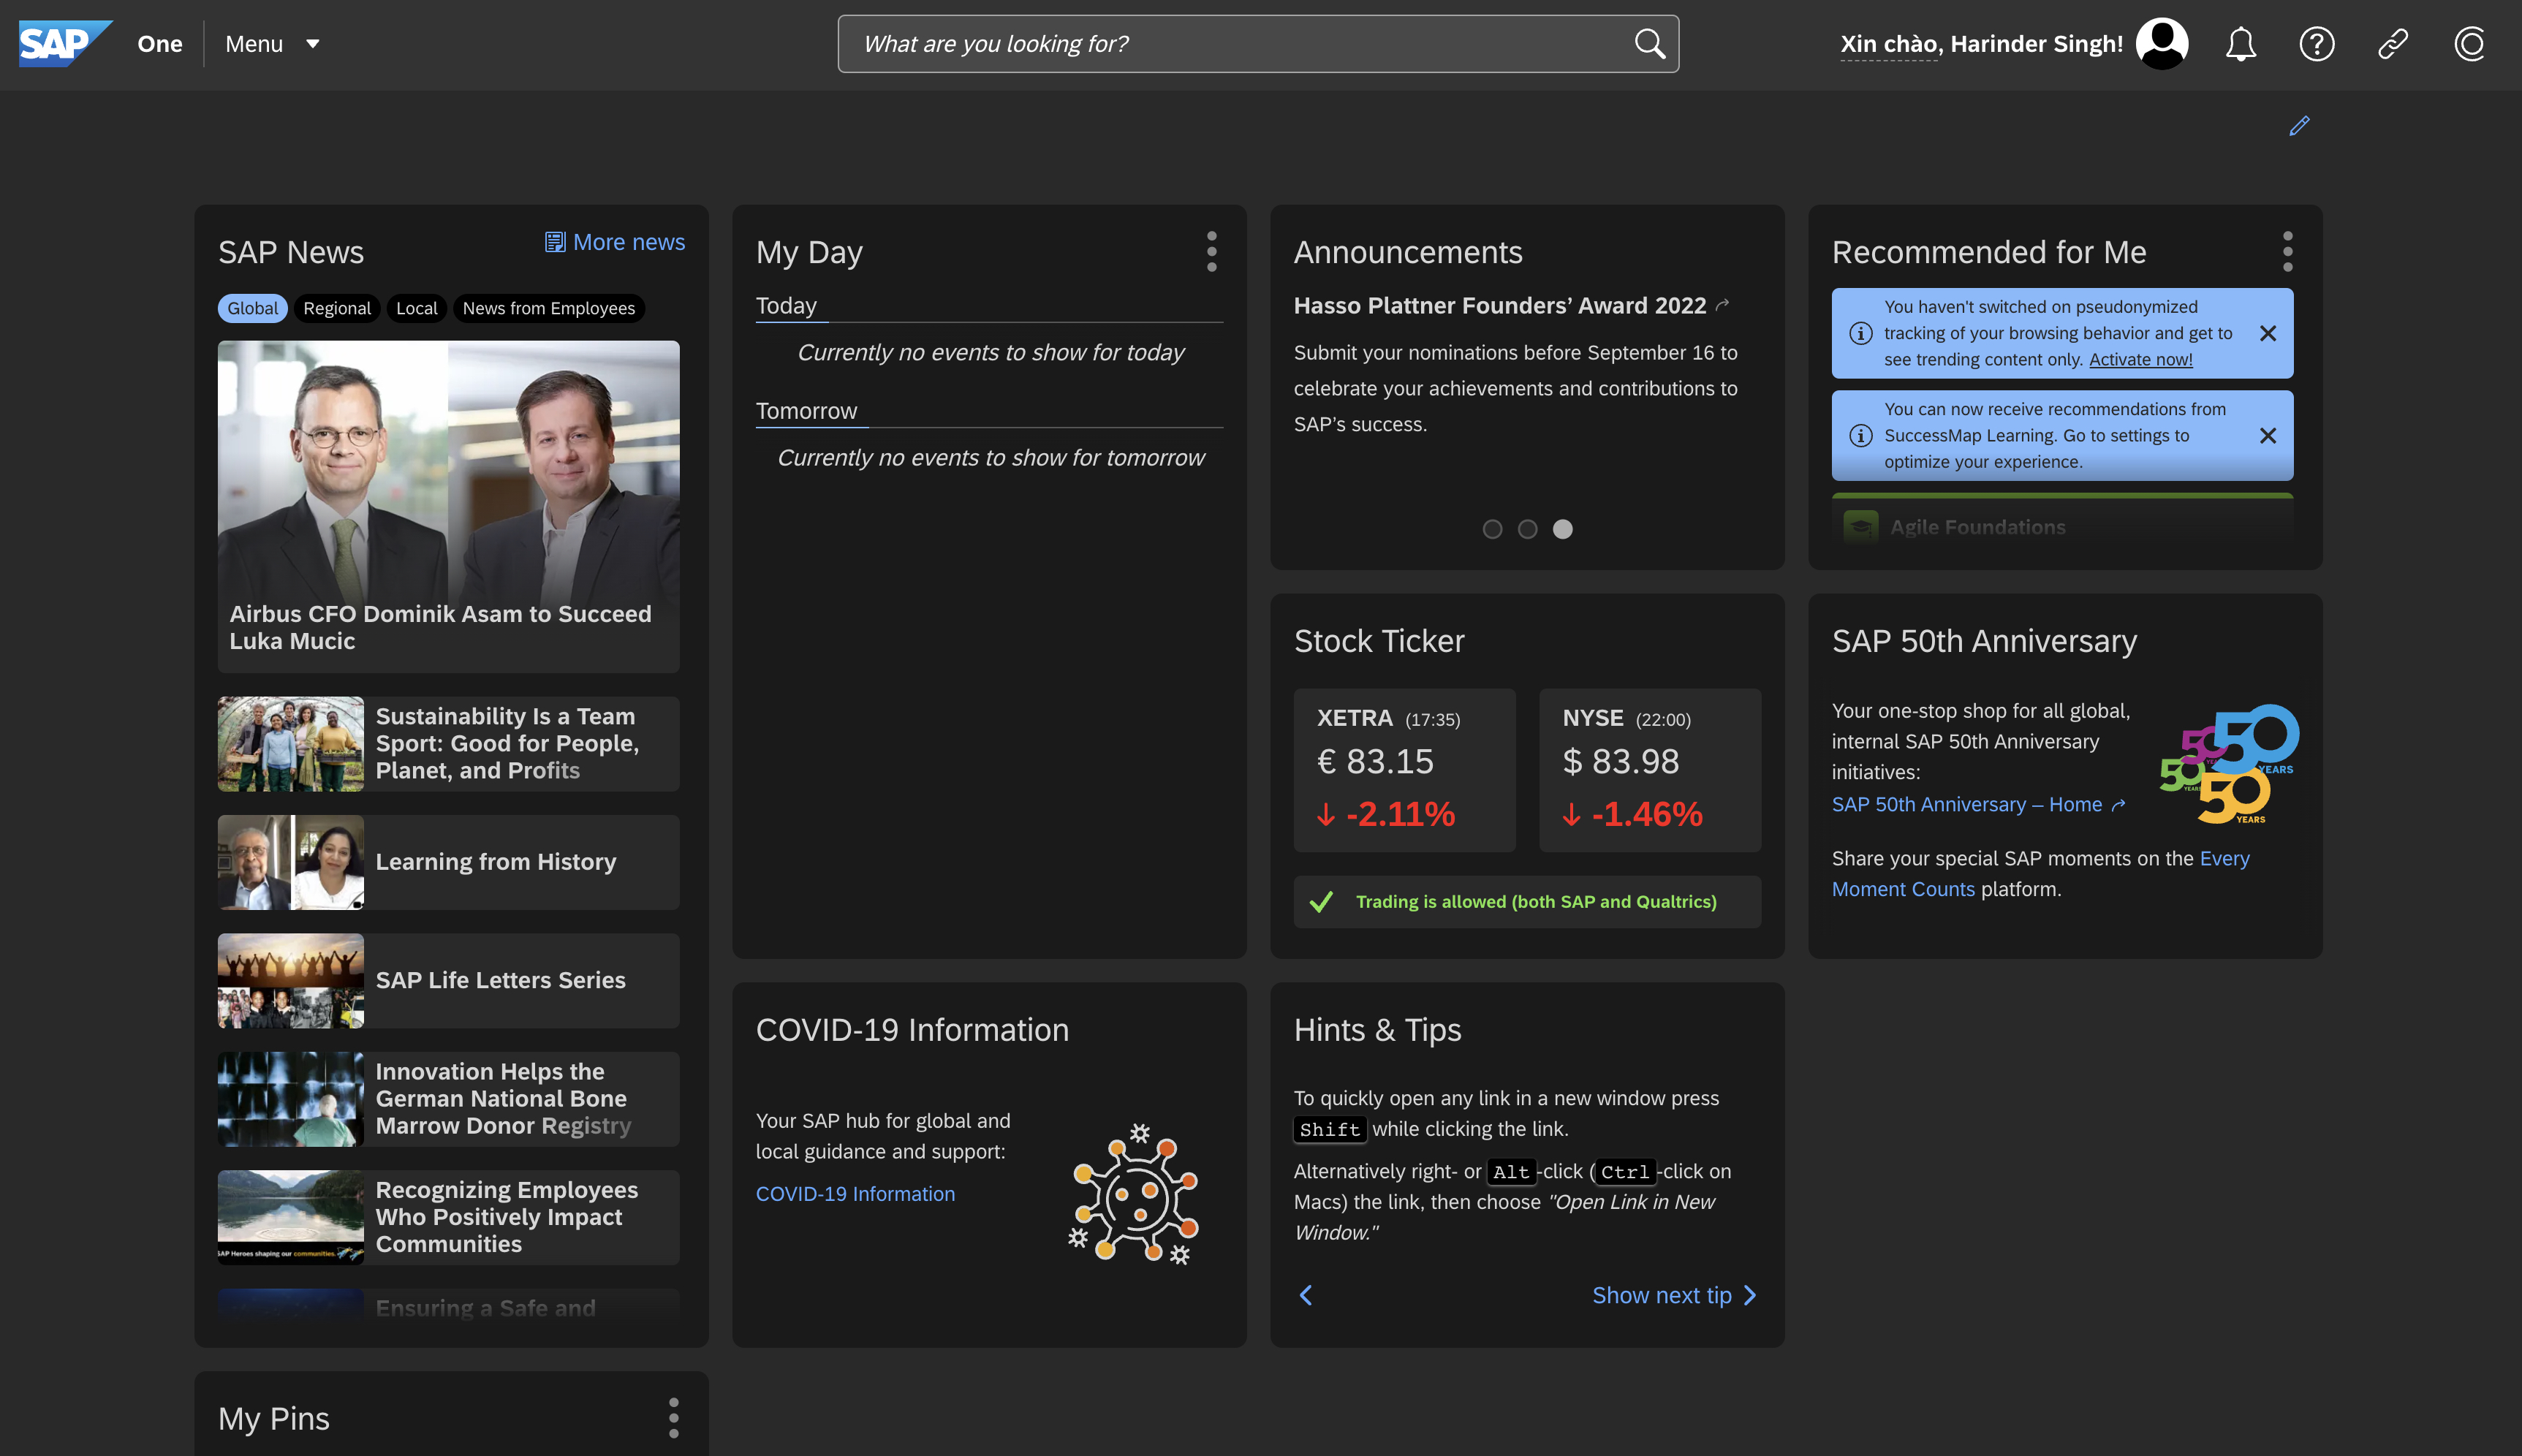 SAP One Menu What are you looking for? Xin chào, Harinder Singh!
SAP News
More news
Global Regional Local News from Employees
Airbus CFO Dominik Asam to Succeed
Luka Mucic
Sustainability Is a Team
Sport: Good for People,
Planet, and Profits
Learning from History
SAP Life Letters Series
Innovation Helps the
German National Bone
Marrow Donor Registry
SAP Heroes shaping our communities.
Recognizing Employees
Who Positively Impact
Communities
Ensuring a Safe and
My Pins
My Day
Today
Currently no events to show for today
Tomorrow
Currently no events to show for tomorrow
COVID-19 Information
Your SAP hub for global and
local guidance and support:
COVID-19 Information
Announcements
Hasso Plattner Founders’ Award 2022
Submit your nominations before September 16 to
celebrate your achievements and contributions to
SAP's success.
Stock Ticker
XETRA (17:35)
€ 83.15
-2.11%
NYSE (22:00)
$ 83.98
-1.46%
Trading is allowed (both SAP and Qualtrics)
Hints & Tips
To quickly open any link in a new window press
Shift while clicking the link.
Alternatively right- or Alt-click (Ctrl-click on
Macs) the link, then choose "Open Link in New
Window."
Show next tip
Recommended for Me
You haven't switched on pseudonymized
tracking of your browsing behavior and get to
see trending content only. Activate now!
You can now receive recommendations from
SuccessMap Learning. Go to settings to
optimize your experience.
Agile Foundations
SAP 50th Anniversary
Your one-stop shop for all global,
internal SAP 50th Anniversary
initiatives:
SAP 50th Anniversary – Home
50 YEARS
50
50 YEARS
50 YEARS
Share your special SAP moments on the Every
Moment Counts platform.